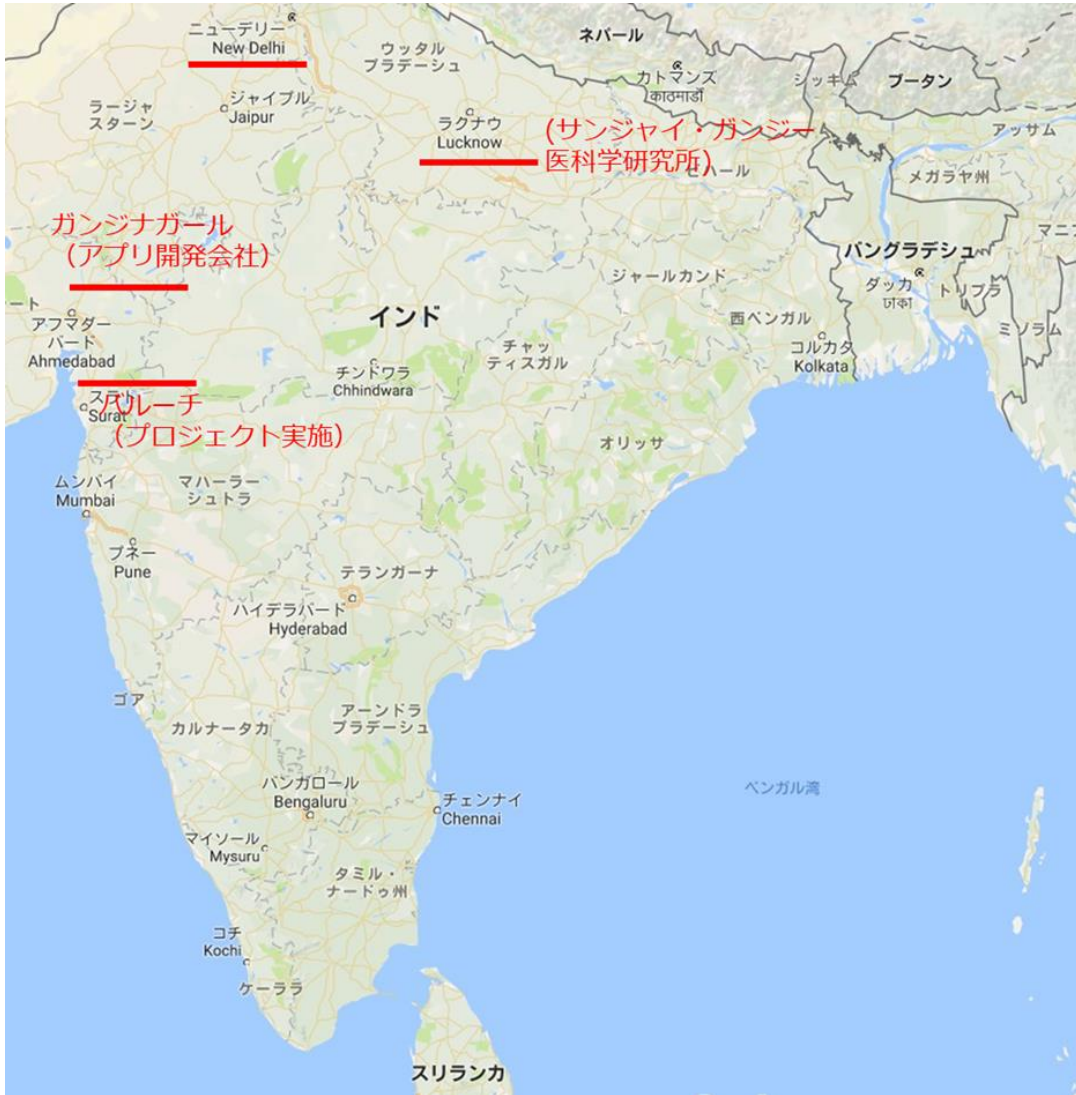 ニューデリー
New Delhi
ウッタル
プラデーシュ
ネパール
カトマンズ
काठमाडौँ
シッキム
ブータン
ラージャ
スターン
ジャイプル
Jaipur
ラクナウ
Lucknow
(サンジャイ・ガンジー
医科学研究所)
ビハール
アッサム
メガラヤ州
ガンジナガール
（アプリ開発会社）
バングラデシュ
マニプ
ダッカ
ঢাকা
トリプラ
ジャールカンド
ート
アフマダー
バード
Ahmedabad
インド
西ベンガル
ミゾラム
チャッ
ティスガル
コルカタ
Kolkata
チンドワラ
Chhindwara
スラト
Surat
バルーチ
（プロジェクト実施）
オリッサ
ムンバイ
Mumbai
マハーラー
シュトラ
プネー
Pune
テランガーナ
ハイデラバード
Hyderabad
ゴア
カルナータカ
アーンドラ
プラデーシュ
バンガロール
Bengaluru
チェンナイ
Chennai
ベンガル湾
マイソール
Mysuru
タミル・
ナードゥ州
コチ
Kochi
ケーララ
スリランカ